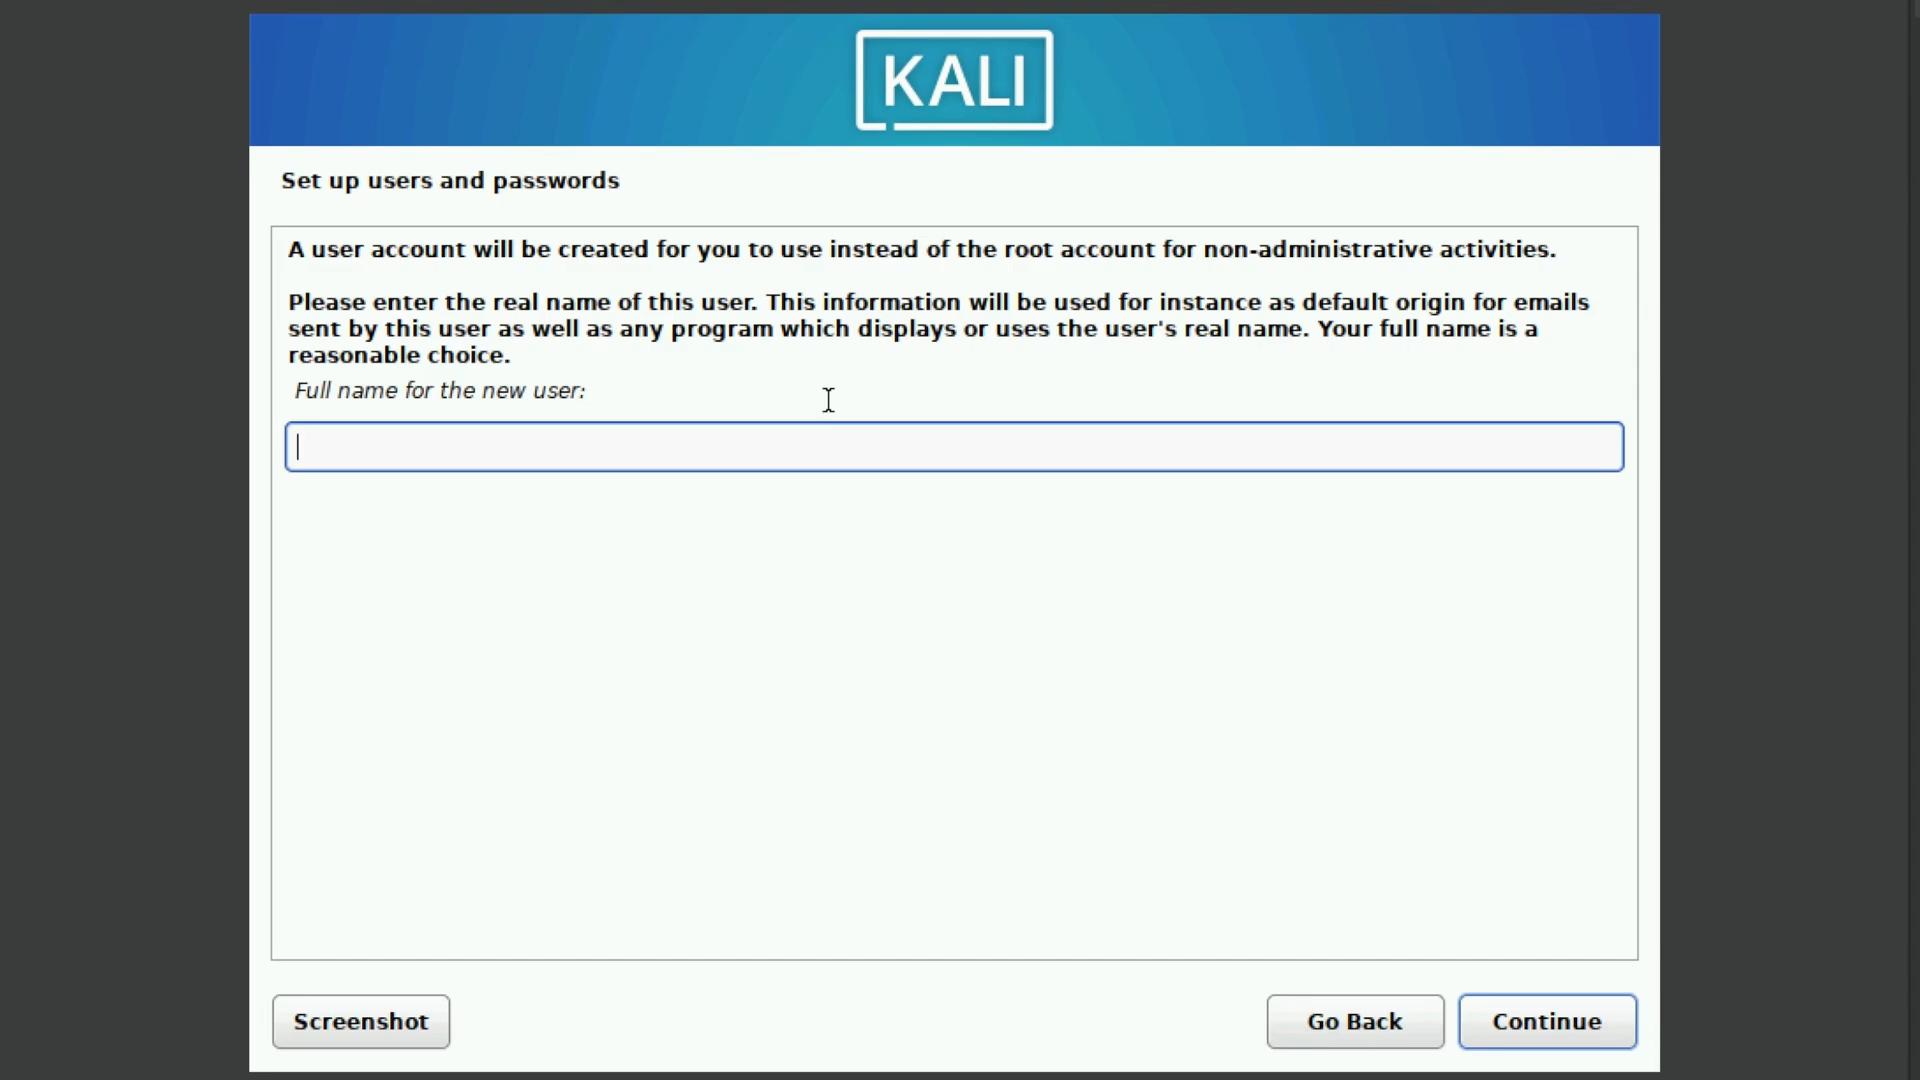 KALI
Set up users and passwords
A user account will be created for you to use instead of the root account for non-administrative activities.
Please enter the real name of this user. This information will be used for instance as default origin for emails
sent by this user as well as any program which displays or uses the user's real name. Your full name is a
reasonable choice.
Full name for the new user:
Screenshot
Go Back
Continue